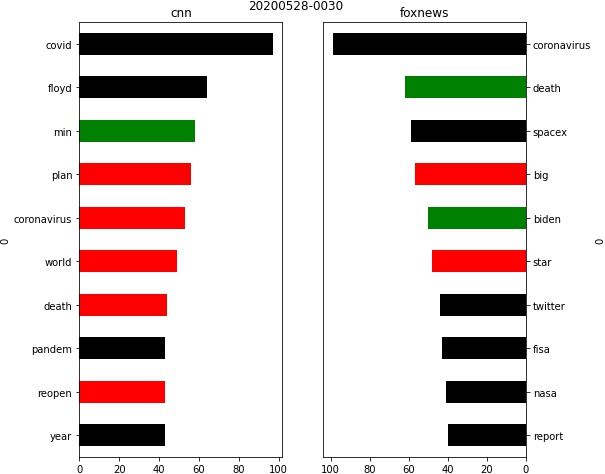 20200528-0030
cnn
foxnews
covid
floyd
min
plan
coronavirus
world
death
pandem
reopen
year
0
0 20 40 60 80 100
coronavirus
death
spacex
big
biden
star
twitter
fisa
nasa
report
0
100 80 60 40 20 0